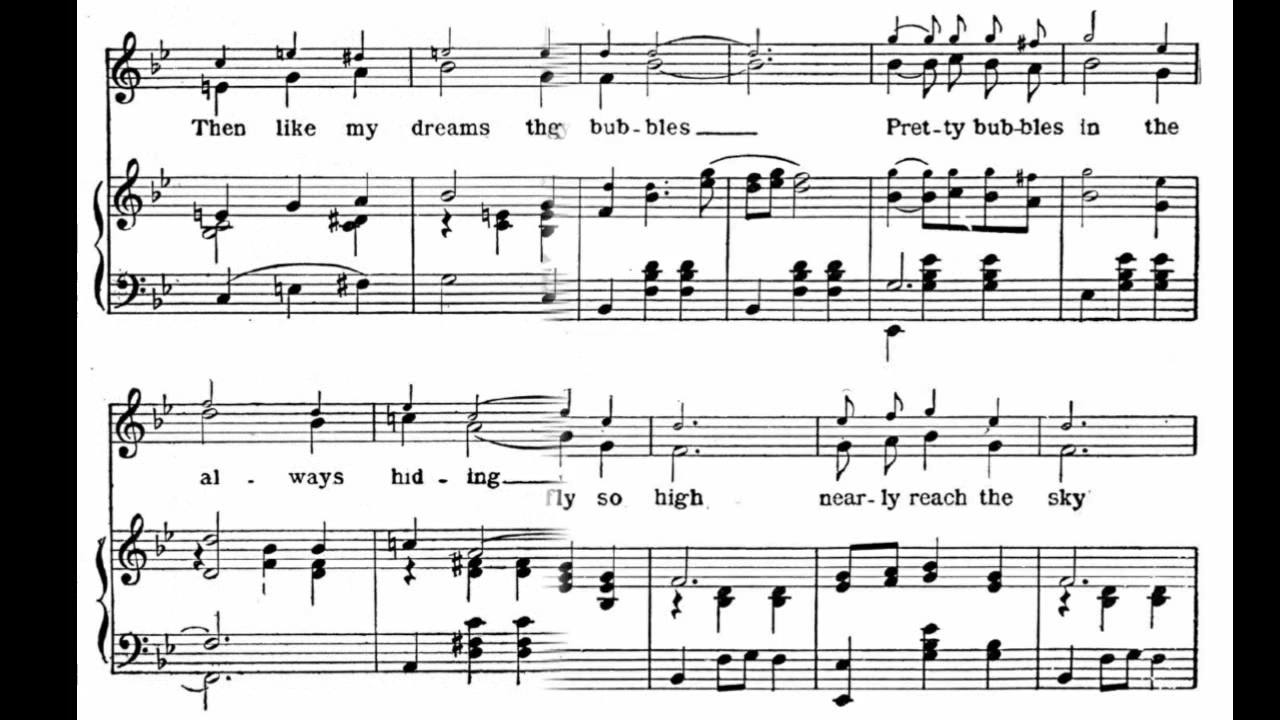 Then like my dreams bub-bles Pret-ty bub-bles in the
al - ways hid - ing
fly so high near-ly reach the sky